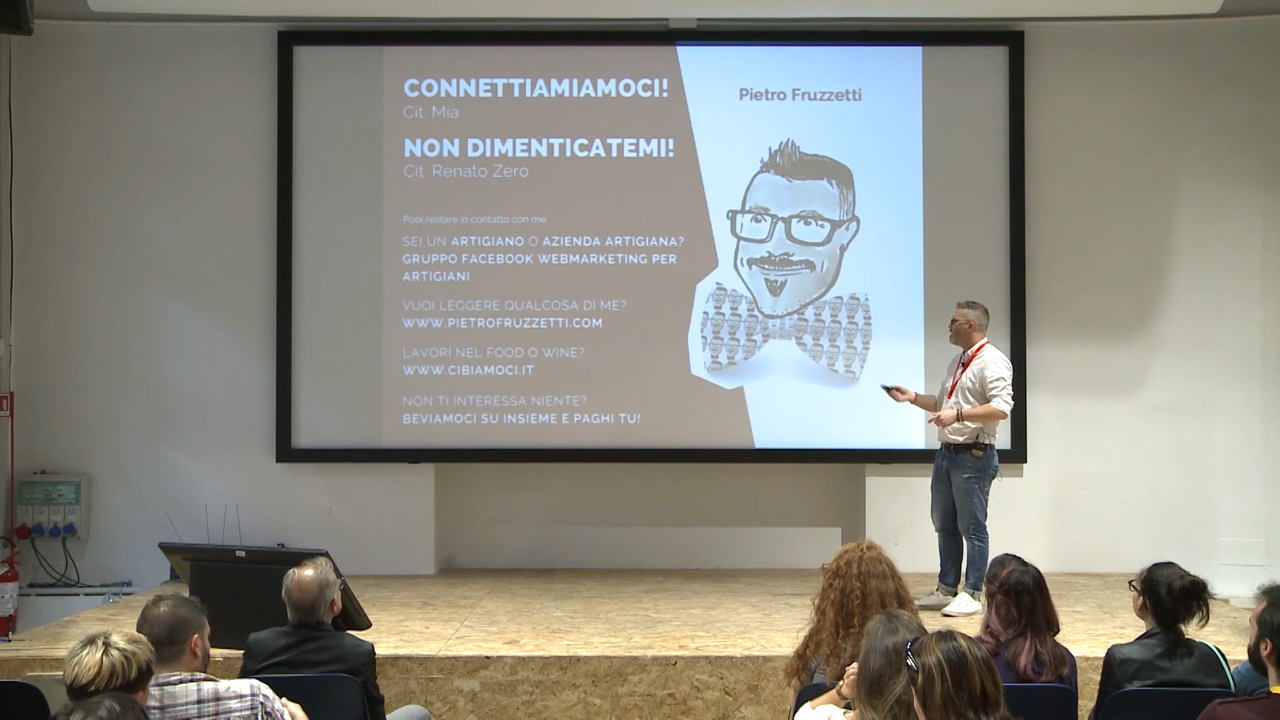 CONNETTIAMIAMOCI!
Cit. Mia
NON DIMENTICATEMI!
Cit. Renato Zero
Puoi restare in contatto con me
SEI UN ARTIGIANO O AZIENDA ARTIGIANA?
GRUPPO FACEBOOK WEBMARKETING PER
ARTIGIANI
VUOI LEGGERE QUALCOSA DI ME?
WWW.PIETROFRUZZETTI.COM
LAVORI NEL FOOD O WINE?
WWW.CIBIAMOCI.IT
NON TI INTERESSA NIENTE?
BEVIAMOCI SU INSIEME E PAGHI TU!
Pietro Fruzzetti